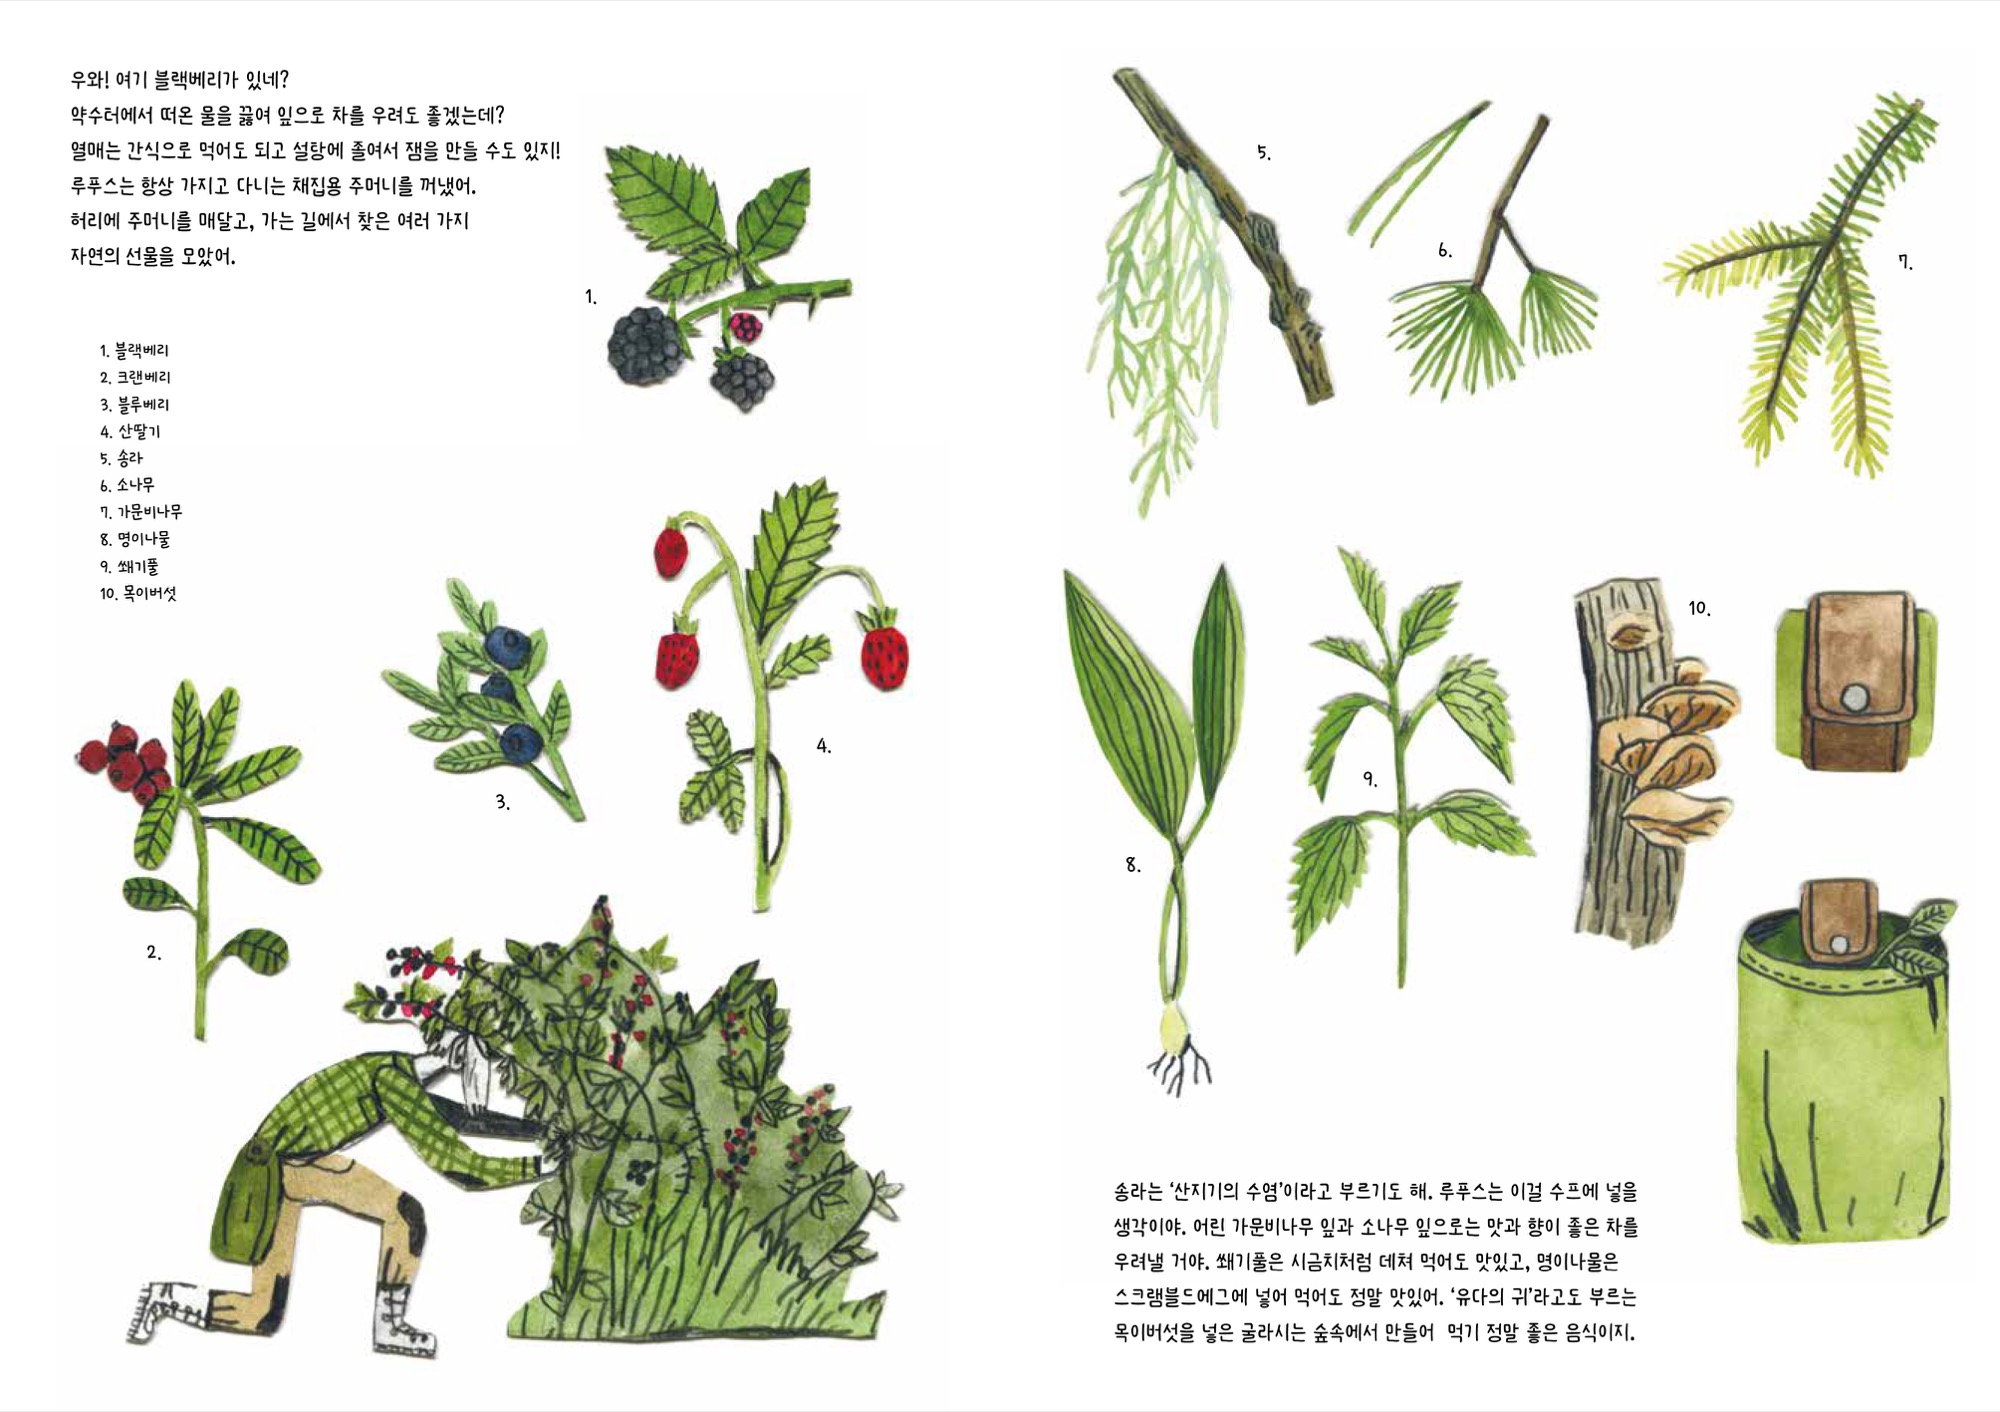 우와! 여기 블랙베리가 있네?
약수터에서 떠온 물을 끓여 잎으로 차를 우려도 좋겠는데?
열매는 간식으로 먹어도 되고 설탕에 졸여서 잼을 만들 수도 있지!
루푸스는 항상 가지고 다니는 채집용 주머니를 꺼냈어.
허리에 주머니를 매달고, 가는 길에서 찾은 여러 가지
자연의 선물을 모았어.
1. 블랙베리
2. 크랜베리
3. 블루베리
4. 산딸기
5. 송라
6. 소나무
7. 가문비나무
8. 명이나물
9. 쐐기풀
10. 목이버섯
1.
2.
3.
4.
5.
6.
7.
8.
9.
10.
송라는 ‘산지기의 수염’이라고 부르기도 해. 루푸스는 이걸 수프에 넣을
생각이야. 어린 가문비나무 잎과 소나무 잎으로는 맛과 향이 좋은 차를
우려낼 거야. 쐐기풀은 시금치처럼 데쳐 먹어도 맛있고, 명이나물은
스크램블드에그에 넣어 먹어도 정말 맛있어. ‘유다의 귀’라고도 부르는
목이버섯을 넣은 굴라시는 숲속에서 만들어 먹기 정말 좋은 음식이지.